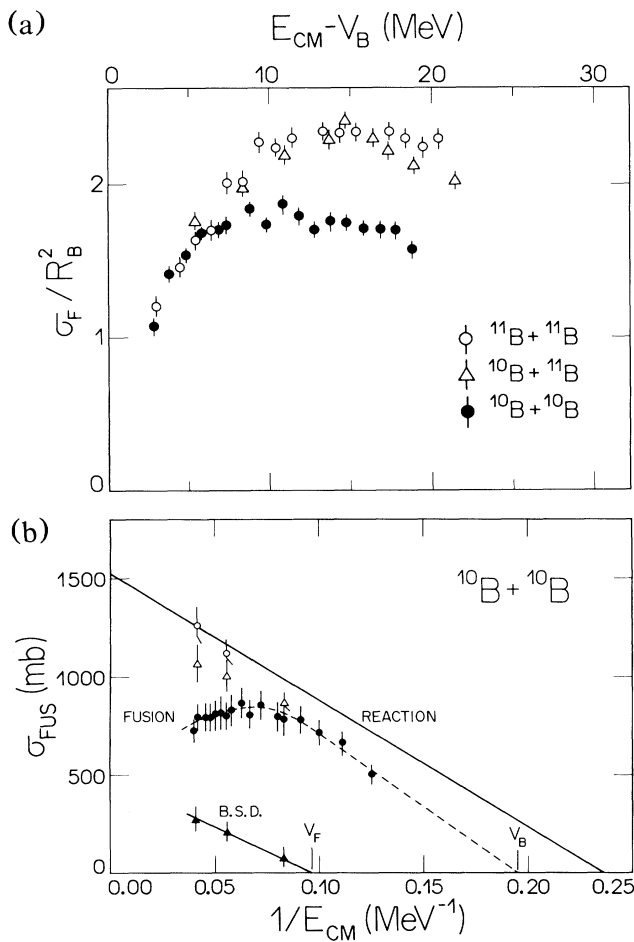 (a)
E_CM - V_B (MeV)
0 10 20 30
2
1
0
σ_F / R_B^2
^11B + ^11B
^10B + ^11B
^10B + ^10B
(b)
^10B + ^10B
1500
1000
500
0
σ_FUS (mb)
FUSION
REACTION
B.S.D.
V_F
V_B
0.00 0.05 0.10 0.15 0.20 0.25
1/E_CM (MeV^-1)